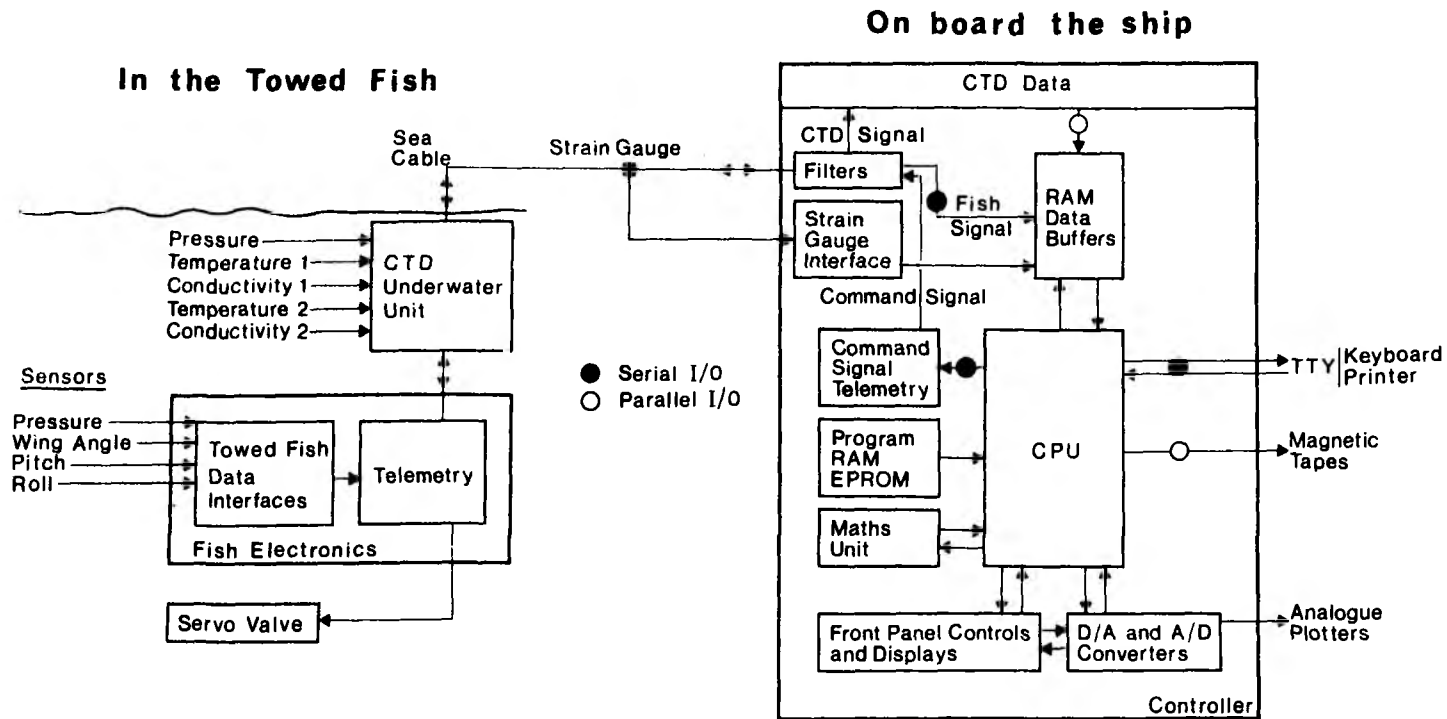 On board the ship
In the Towed Fish
CTD Data
Sea
Cable
Strain Gauge
CTD Signal
Filters
Fish
Signal
RAM
Data
Buffers
Strain
Gauge
Interface
Command Signal
Pressure
Temperature 1
Conductivity 1
Temperature 2
Conductivity 2
CTD
Underwater
Unit
Sensors
Pressure
Wing Angle
Pitch
Roll
Towed Fish
Data
Interfaces
Telemetry
Fish Electronics
Servo Valve
Serial I/O
Parallel I/O
Command
Signal
Telemetry
Program
RAM
EPROM
Maths
Unit
CPU
TTY
Keyboard
Printer
Magnetic
Tapes
Front Panel Controls
and Displays
D/A and A/D
Converters
Analogue
Plotters
Controller